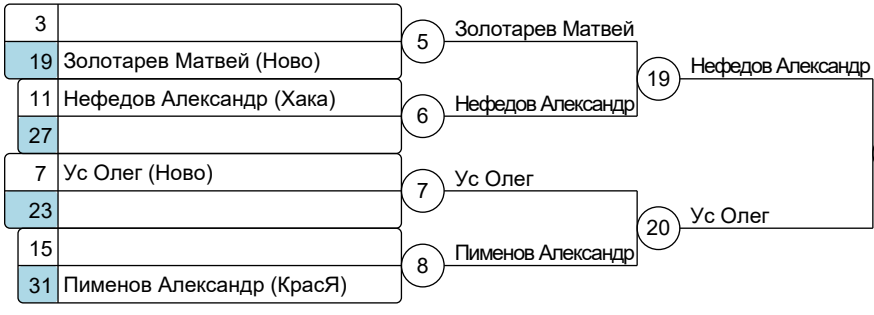 3
19 Золотарев Матвей (Ново)
11 Нефедов Александр (Хака)
27
7 Ус Олег (Ново)
23
15
31 Пименов Александр (КрасЯ)
5 Золотарев Матвей
6 Нефедов Александр
7 Ус Олег
8 Пименов Александр
19 Нефедов Александр
20 Ус Олег